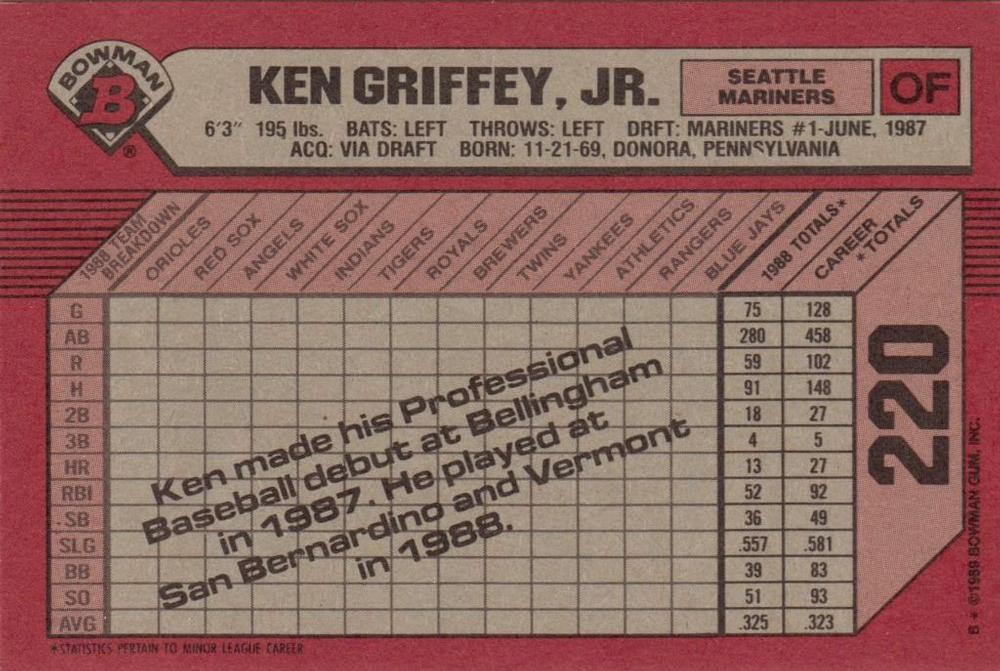 BOWMAN
B
®
KEN GRIFFEY, JR.
SEATTLE
MARINERS
OF
6'3" 195 lbs. BATS: LEFT THROWS: LEFT DRFT: MARINERS #1-JUNE, 1987
ACQ: VIA DRAFT BORN: 11-21-69, DONORA, PENNSYLVANIA
1988 TEAM
BREAKDOWN
ORIOLES
RED SOX
ANGELS
WHITE SOX
INDIANS
TIGERS
ROYALS
BREWERS
TWINS
YANKEES
ATHLETICS
RANGERS
BLUE JAYS
1988 TOTALS*
CAREER
*TOTALS
G 75 128
AB 280 458
R 59 102
H 91 148
2B 18 27
3B 4 5
HR 13 27
RBI 52 92
SB 36 49
SLG .557 .581
BB 39 83
SO 51 93
AVG .325 .323
Ken made his Professional
Baseball debut at Bellingham
in 1987. He played at
San Bernardino and Vermont
in 1988.
220
B * ©1989 BOWMAN GUM, INC.
*STATISTICS PERTAIN TO MINOR LEAGUE CAREER